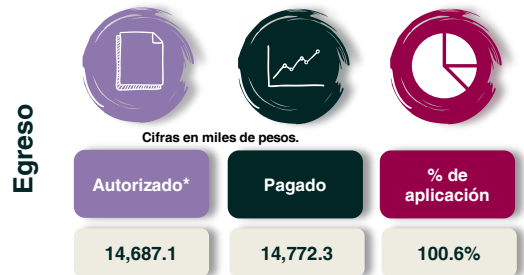 Egreso
Cifras en miles de pesos.
Autorizado*
Pagado
% de
aplicación
14,687.1
14,772.3
100.6%